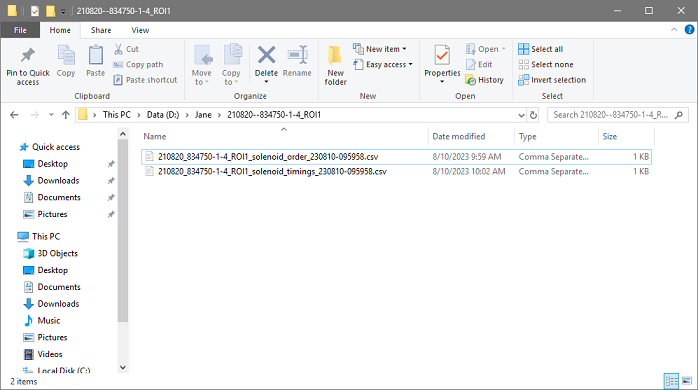 210820--834750-1-4_ROI1
File Home Share View
Pin to Quick access
Copy
Paste
Cut
Copy path
Paste shortcut
Clipboard
Move to
Copy to
Delete
Rename
Organize
New folder
New item
Easy access
New
Properties
Open
Edit
History
Open
Select all
Select none
Invert selection
Select
This PC > Data (D:) > Jane > 210820--834750-1-4_ROI1
Search 210820--834750-1-4_R...
Name Date modified Type Size
210820_834750-1-4_ROI1_solenoid_order_230810-095958.csv 8/10/2023 9:59 AM Comma Separate... 1 KB
210820_834750-1-4_ROI1_solenoid_timings_230810-095958.csv 8/10/2023 10:02 AM Comma Separate... 1 KB
Quick access
Desktop
Downloads
Documents
Pictures
This PC
3D Objects
Desktop
Documents
Downloads
Music
Pictures
Videos
Local Disk (C:)
2 items